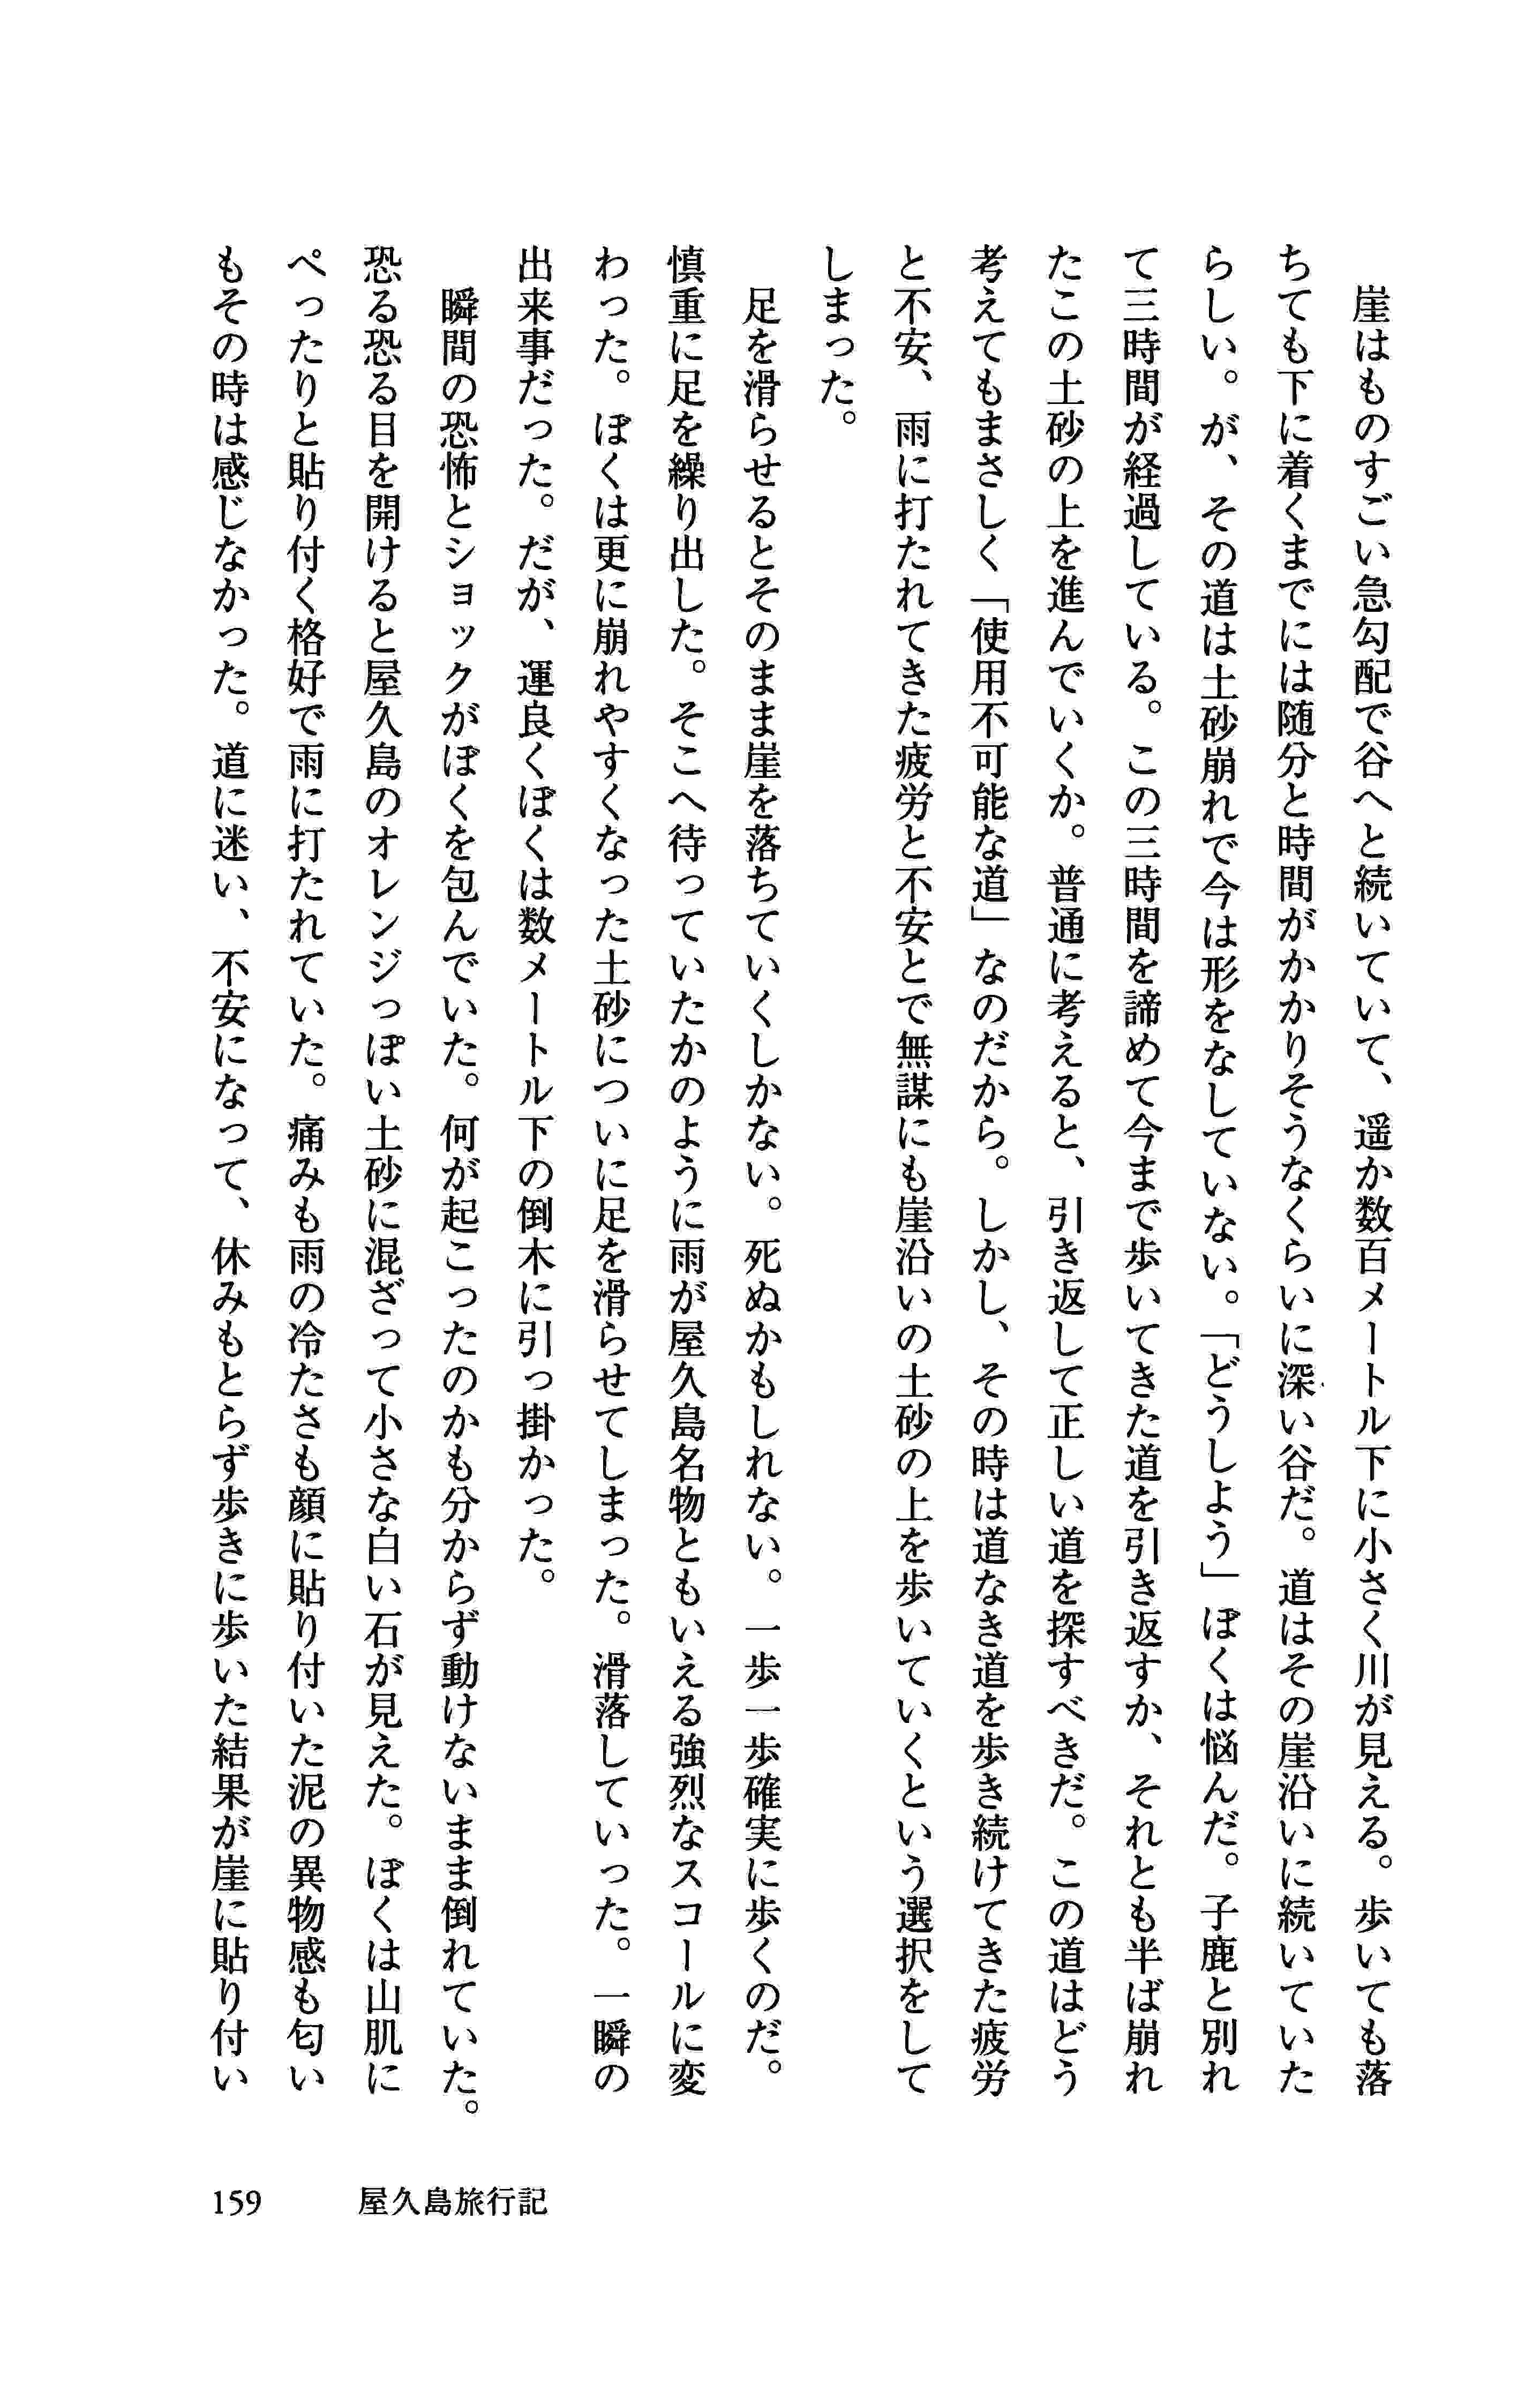 崖はものすごい急勾配で谷へと続いていて、遥か数百メートル下に小さく川が見える。歩いても落
ちても下に着くまでには随分と時間がかかりそうなくらいに深い谷だ。道はその崖沿いに続いていた
らしい。が、その道は土砂崩れで今は形をなしていない。「どうしよう」ぼくは悩んだ。子鹿と別れ
て三時間が経過している。この三時間を諦めて今まで歩いてきた道を引き返すか、それとも半ば崩れ
たこの土砂の上を進んでいくか。普通に考えると、引き返して正しい道を探すべきだ。この道はどう
考えてもまさしく「使用不可能な道」なのだから。しかし、その時は道なき道を歩き続けてきた疲労
と不安、雨に打たれてきた疲労と不安とで無謀にも崖沿いの土砂の上を歩いていくという選択をして
しまった。
　足を滑らせるとそのまま崖を落ちていくしかない。死ぬかもしれない。一歩一歩確実に歩くのだ。
慎重に足を繰り出した。そこへ待っていたかのように雨が屋久島名物ともいえる強烈なスコールに変
わった。ぼくは更に崩れやすくなった土砂についに足を滑らせてしまった。滑落していった。一瞬の
出来事だった。だが、運良くぼくは数メートル下の倒木に引っ掛かった。
　瞬間の恐怖とショックがぼくを包んでいた。何が起こったのかも分からず動けないまま倒れていた。
恐る恐る目を開けると屋久島のオレンジっぽい土砂に混ざって小さな白い石が見えた。ぼくは山肌に
ぺったりと貼り付く格好で雨に打たれていた。痛みも雨の冷たさも顔に貼り付いた泥の異物感も匂い
もその時は感じなかった。道に迷い、不安になって、休みもとらず歩きに歩いた結果が崖に貼り付い
159　屋久島旅行記